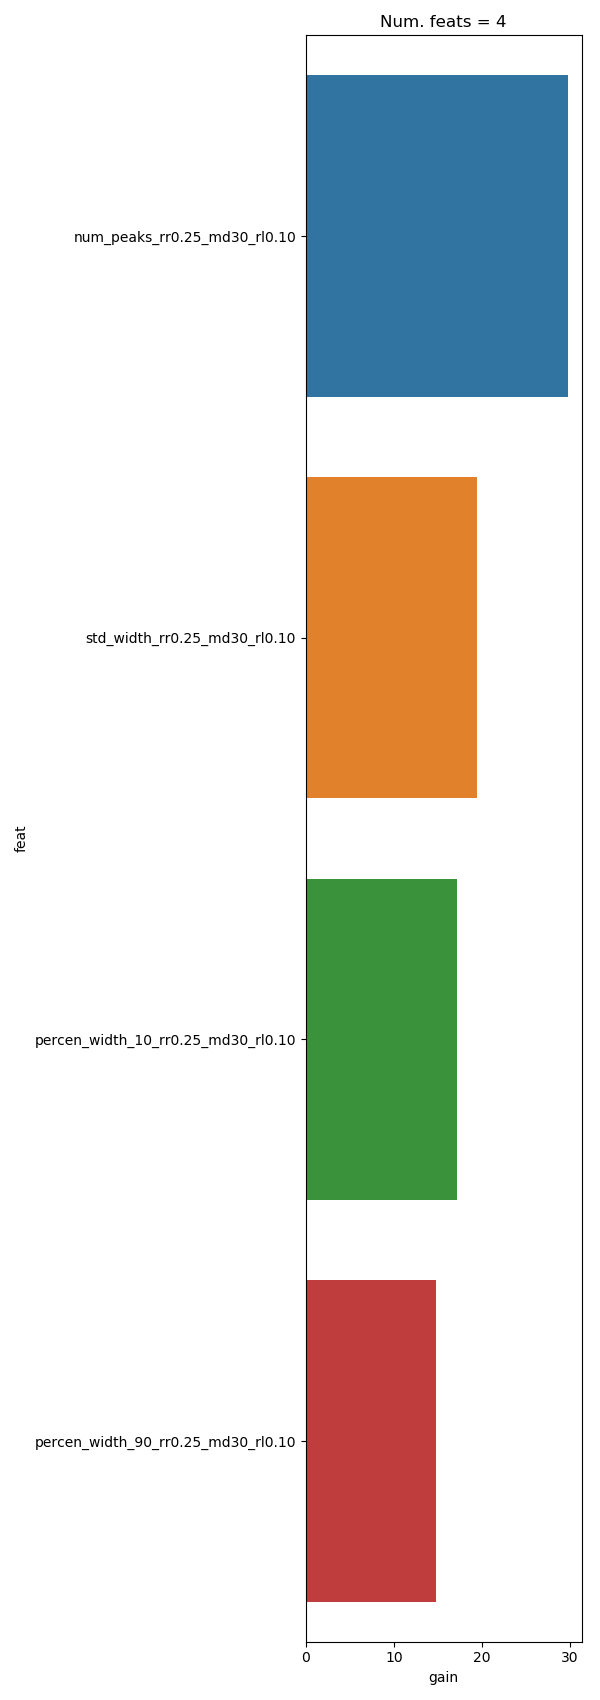 Num. feats = 4
num_peaks_rr0.25_md30_rl0.10
std_width_rr0.25_md30_rl0.10
feat
percen_width_10_rr0.25_md30_rl0.10
percen_width_90_rr0.25_md30_rl0.10
0 10 20 30
gain